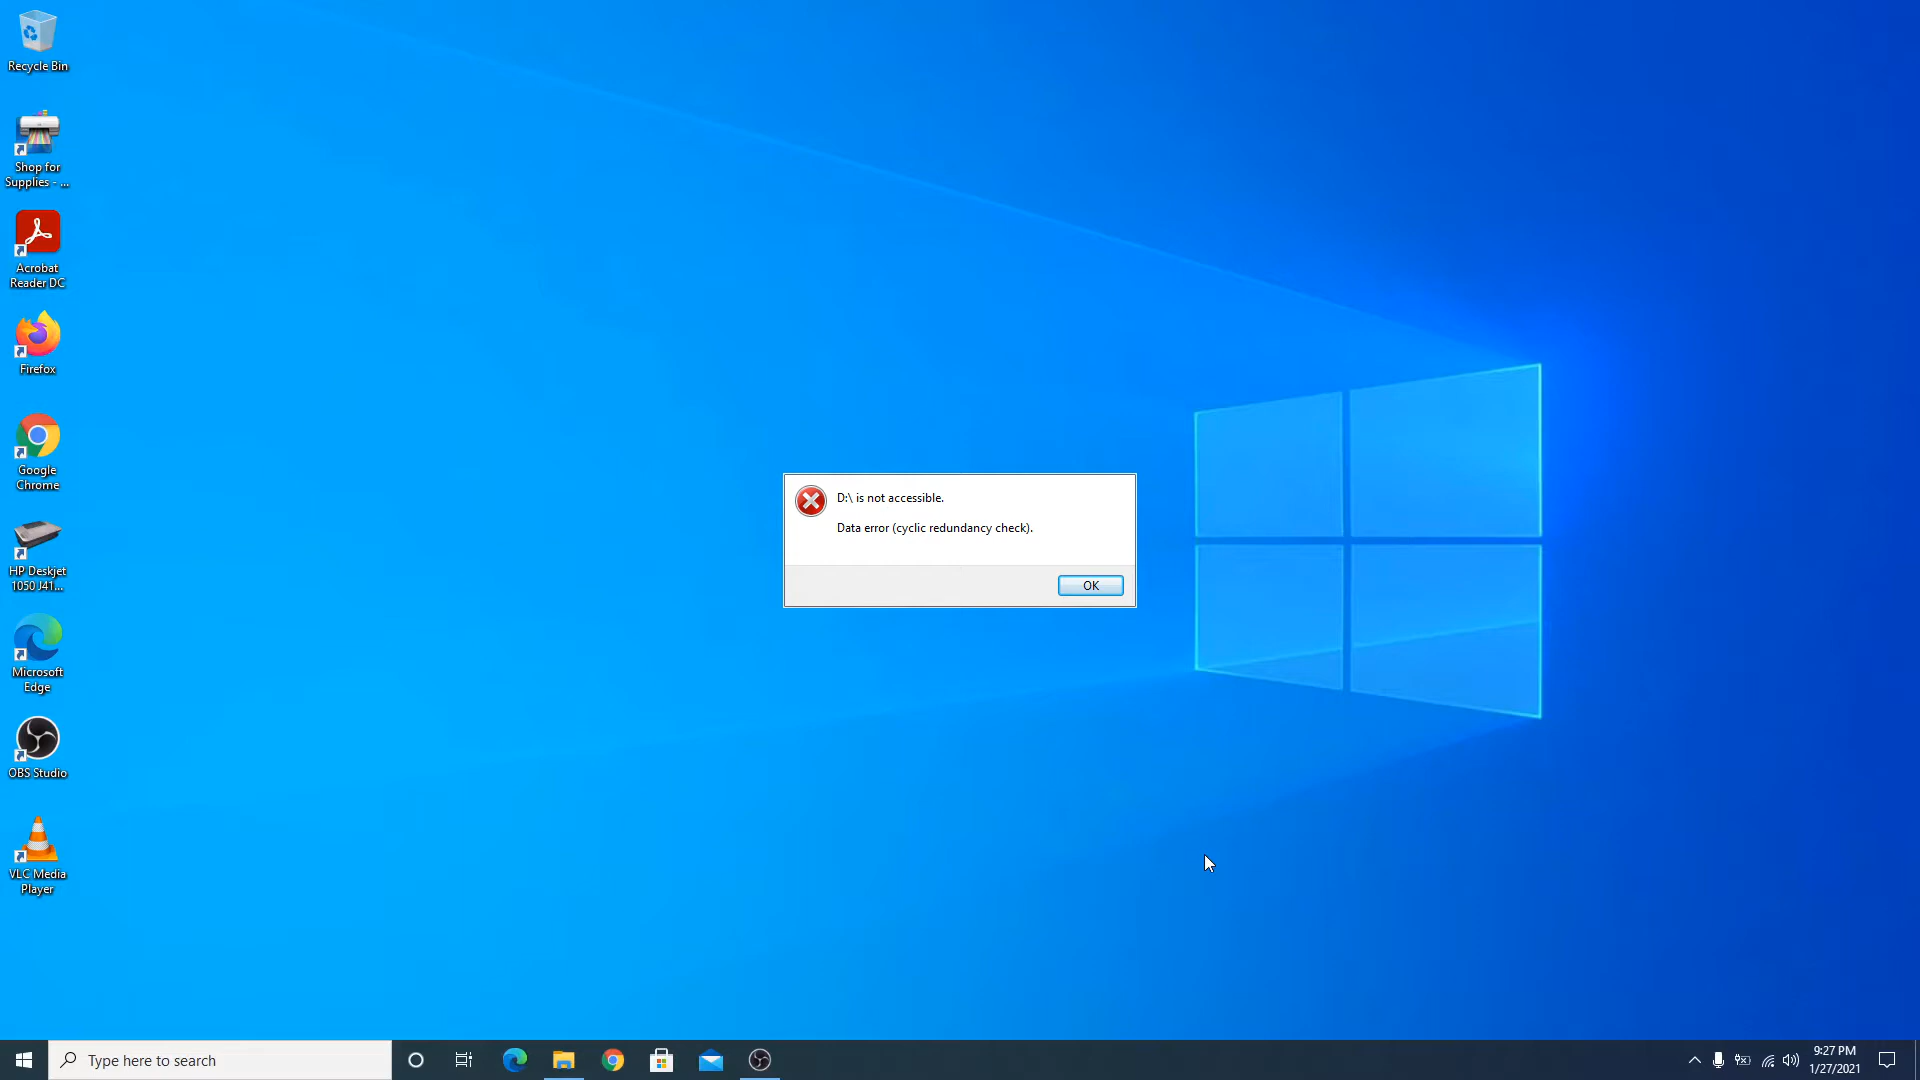 Recycle Bin
Shop for
Supplies - ...
Acrobat
Reader DC
Firefox
Google
Chrome
HP Deskjet
1050 J41...
Microsoft
Edge
OBS Studio
VLC Media
Player
D:\ is not accessible.
Data error (cyclic redundancy check).
OK
Type here to search
9:27 PM
1/27/2021